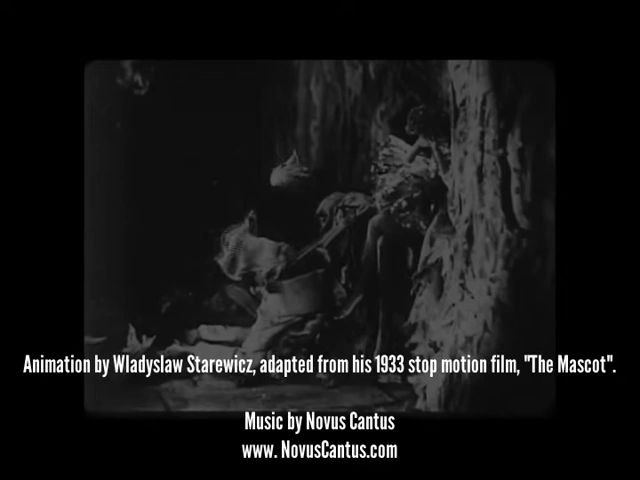 Animation by Wladyslaw Starewicz, adapted from his 1933 stop motion film, "The Mascot".
Music by Novus Cantus
www. NovusCantus.com